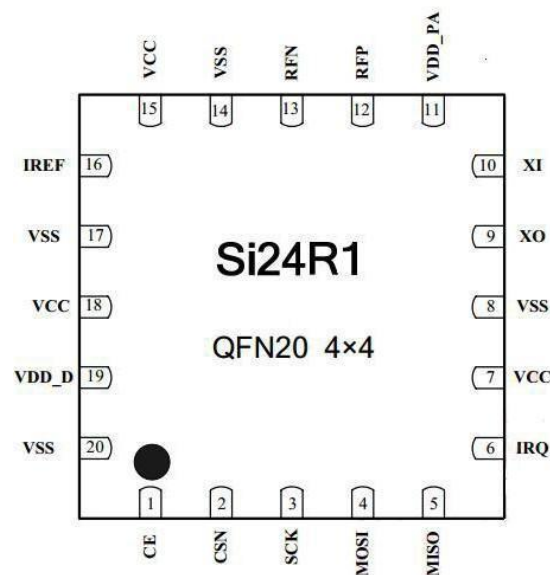 VCC VSS RFN RFP VDD_PA
15 14 13 12 11
IREF 16 10 XI
VSS 17 9 XO
Si24R1
VCC 18 8 VSS
QFN20 4×4
VDD_D 19 7 VCC
VSS 20 6 IRQ
1 2 3 4 5
CE CSN SCK MOSI MISO